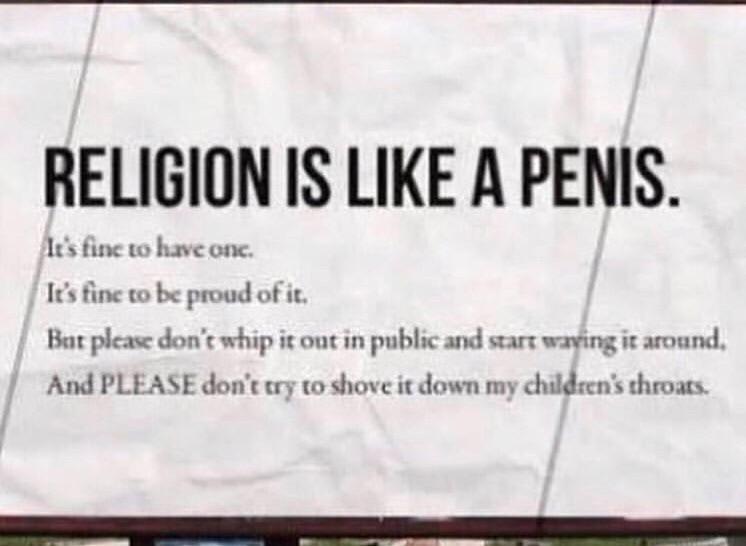 RELIGION IS LIKE A PENIS.
It's fine to have one.
It's fine to be proud of it.
But please don't whip it out in public and start waving it around,
And PLEASE don't try to shove it down my children's throats.